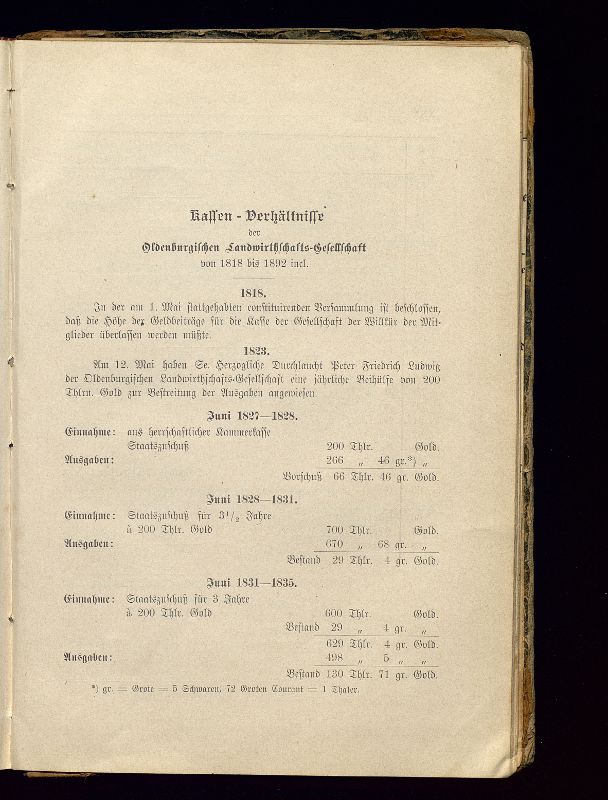 Kassen-Verhältnisse
der
Oldenburgischen Landwirthschafts-Gesellschaft
von 1818 bis 1892 incl.
1818.
In der am 1. Mai stattgehabten constituirenden Versammlung ist beschlossen,
daß die Höhe der Geldbeiträge für die Kasse der Gesellschaft der Willkür der Mit-
glieder überlassen werden müßte.
1823.
Am 12. Mai haben Se. Herzogliche Durchlaucht Peter Friedrich Ludwig
der Oldenburgischen Landwirthschafts-Gesellschaft eine jährliche Beihülfe von 200
Thlrn. Gold zur Bestreitung der Ausgaben angewiesen.
Juni 1827—1828.
Einnahme: aus herrschaftlicher Kammerkasse
Staatszuschuß 200 Thlr. Gold.
Ausgaben: 266 „ 46 gr.*) „
Vorschuß 66 Thlr. 46 gr. Gold.
Juni 1828—1831.
Einnahme: Staatszuschuß für 3 1/2 Jahre
à 200 Thlr. Gold 700 Thlr. Gold.
Ausgaben: 670 „ 68 gr. „
Bestand 29 Thlr. 4 gr. Gold.
Juni 1831—1835.
Einnahme: Staatszuschuß für 3 Jahre
à 200 Thlr. Gold 600 Thlr. Gold.
Bestand 29 „ 4 gr. „
629 Thlr. 4 gr. Gold.
Ausgaben: 498 „ 5 „ „
Bestand 130 Thlr. 71 gr. Gold.
*) gr. = Grote = 5 Schwaren, 72 Groten Courant = 1 Thaler.